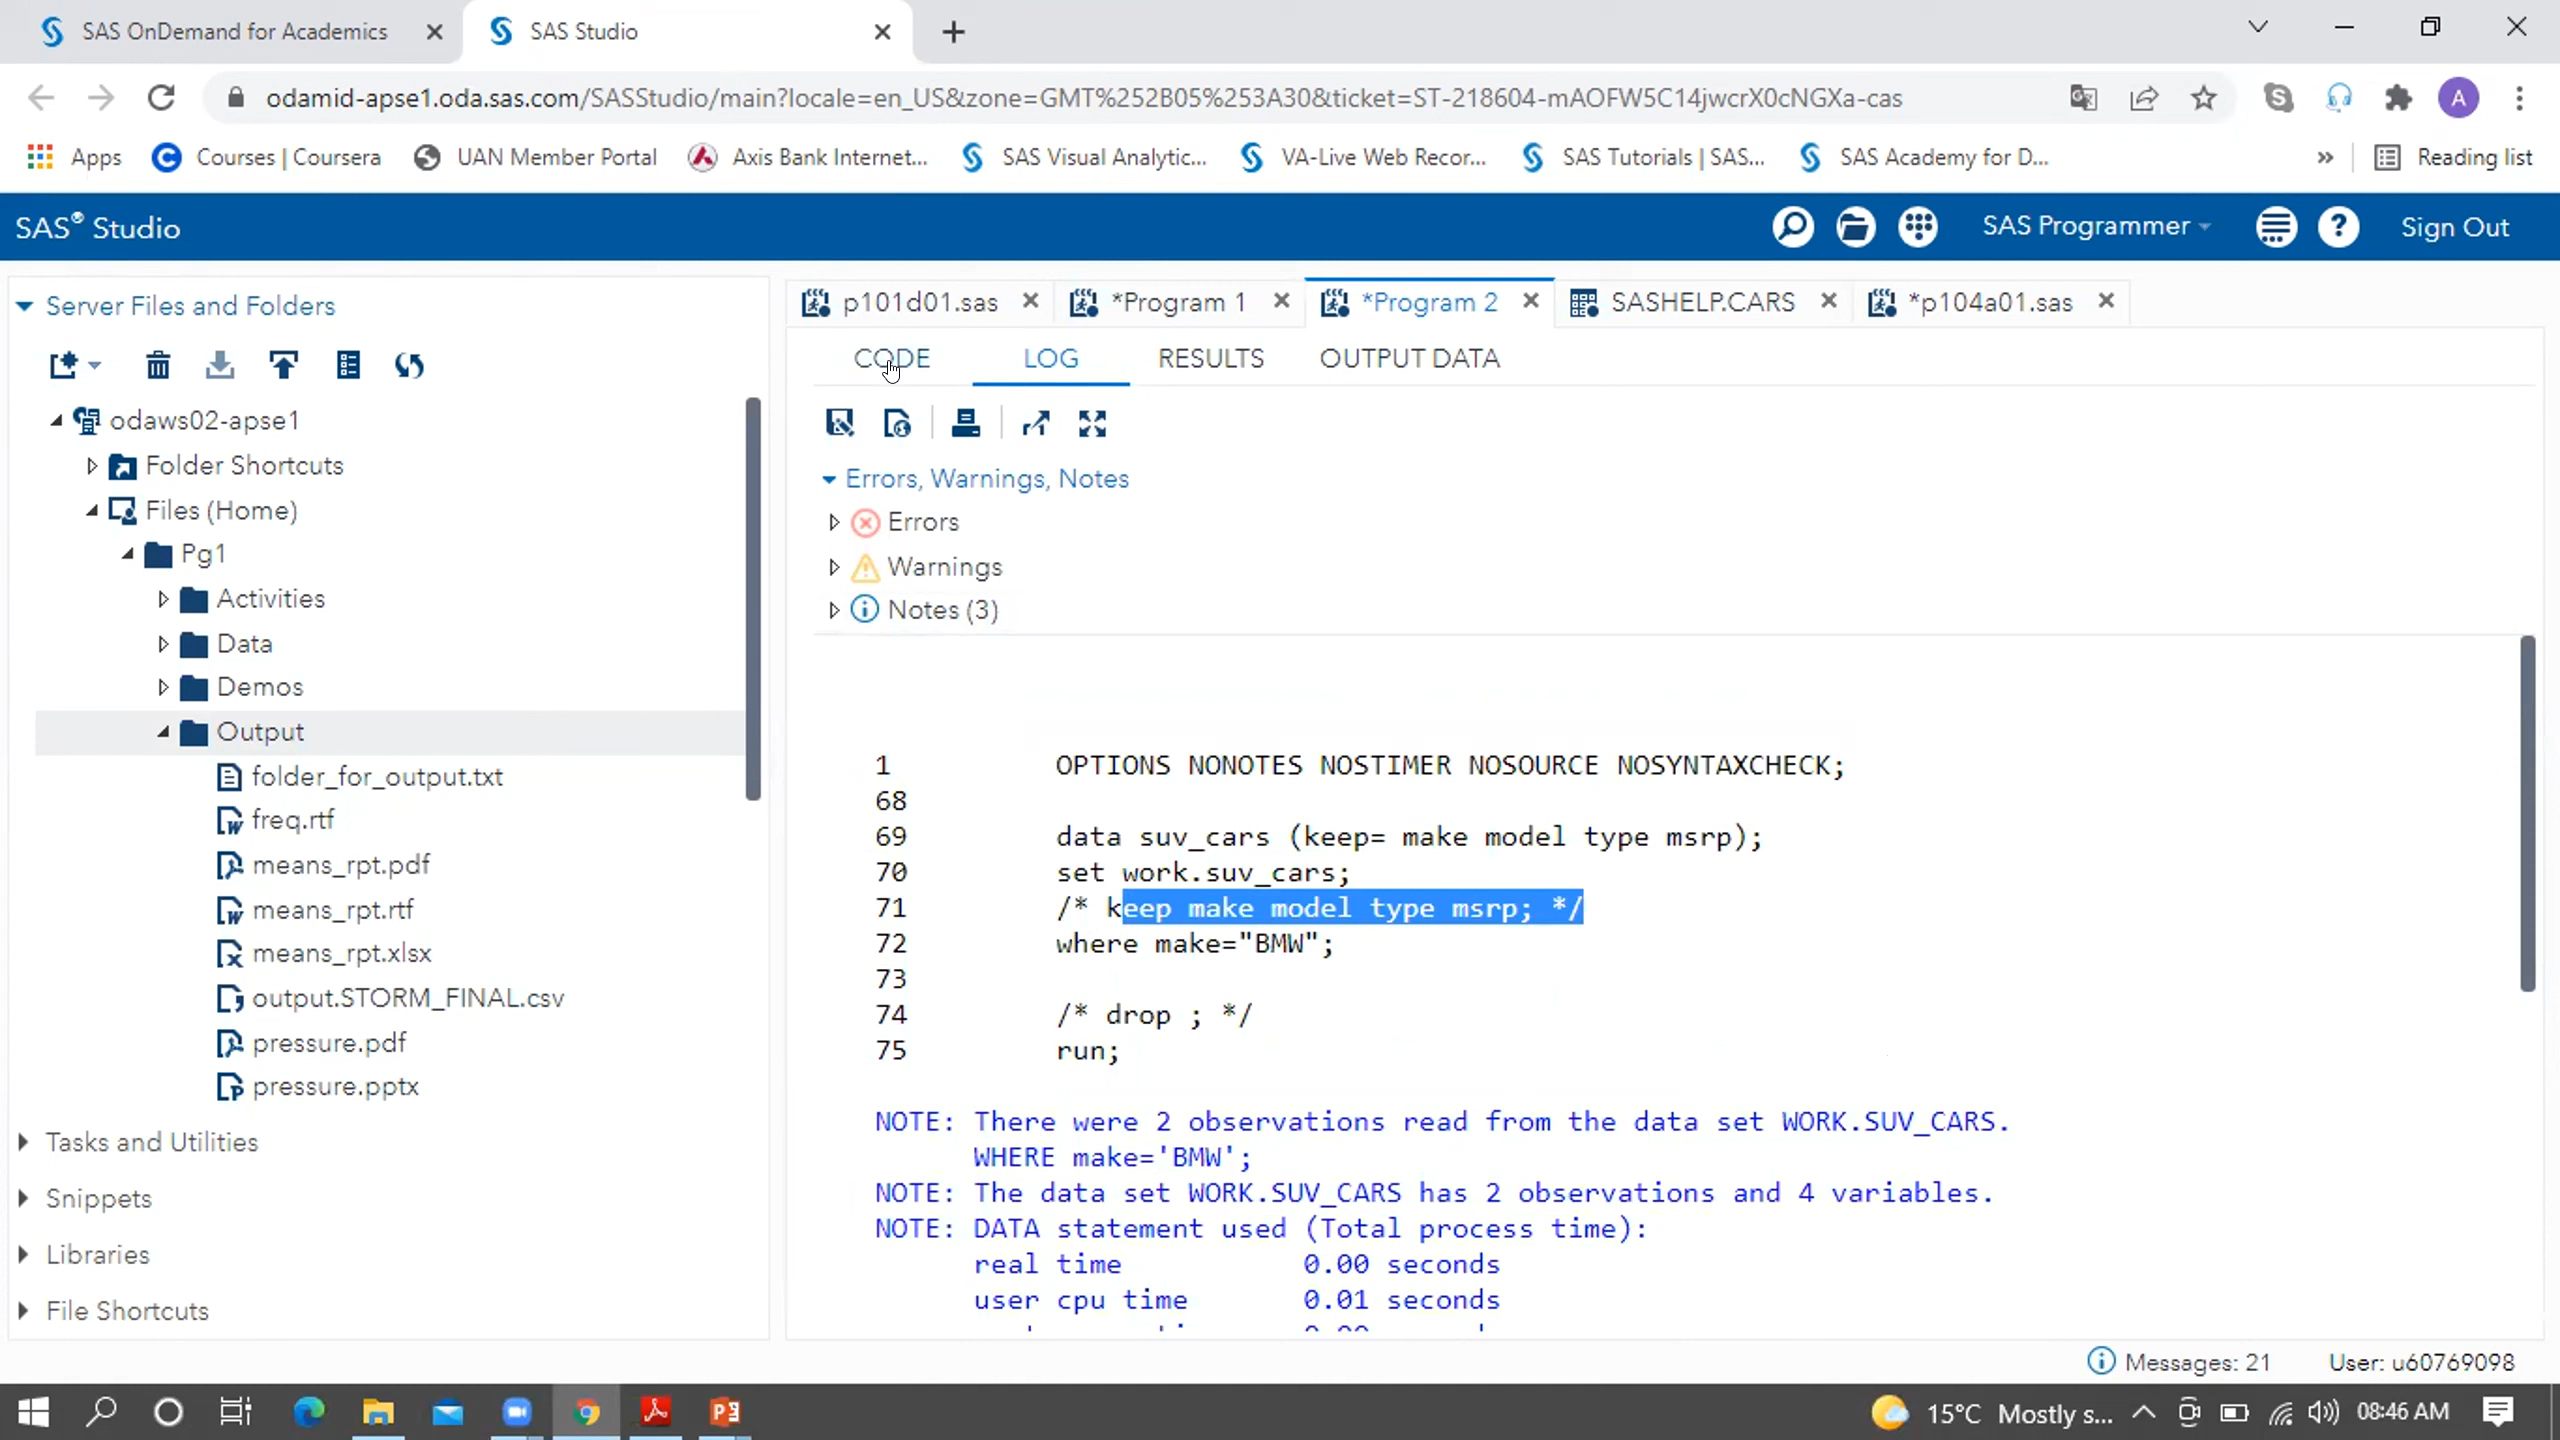 SAS OnDemand for Academics
SAS Studio
odamid-apse1.oda.sas.com/SASStudio/main?locale=en_US&zone=GMT%252B05%253A30&ticket=ST-218604-mAOFW5C14jwcrX0cNGXa-cas
A
Apps
Courses | Coursera
UAN Member Portal
Axis Bank Internet...
SAS Visual Analytic...
VA-Live Web Recor...
SAS Tutorials | SAS...
SAS Academy for D...
»
Reading list
SAS® Studio
SAS Programmer
Sign Out
Server Files and Folders
odaws02-apse1
Folder Shortcuts
Files (Home)
Pg1
Activities
Data
Demos
Output
folder_for_output.txt
freq.rtf
means_rpt.pdf
means_rpt.rtf
means_rpt.xlsx
output.STORM_FINAL.csv
pressure.pdf
pressure.pptx
Tasks and Utilities
Snippets
Libraries
File Shortcuts
p101d01.sas
*Program 1
*Program 2
SASHELP.CARS
*p104a01.sas
CODE
LOG
RESULTS
OUTPUT DATA
Errors, Warnings, Notes
Errors
Warnings
Notes (3)
1 OPTIONS NONOTES NOSTIMER NOSOURCE NOSYNTAXCHECK;
68
69 data suv_cars (keep= make model type msrp);
70 set work.suv_cars;
71 /* keep make model type msrp; */
72 where make="BMW";
73
74 /* drop ; */
75 run;
NOTE: There were 2 observations read from the data set WORK.SUV_CARS.
WHERE make='BMW';
NOTE: The data set WORK.SUV_CARS has 2 observations and 4 variables.
NOTE: DATA statement used (Total process time):
real time 0.00 seconds
user cpu time 0.01 seconds
Messages: 21
User: u60769098
15°C Mostly s...
08:46 AM